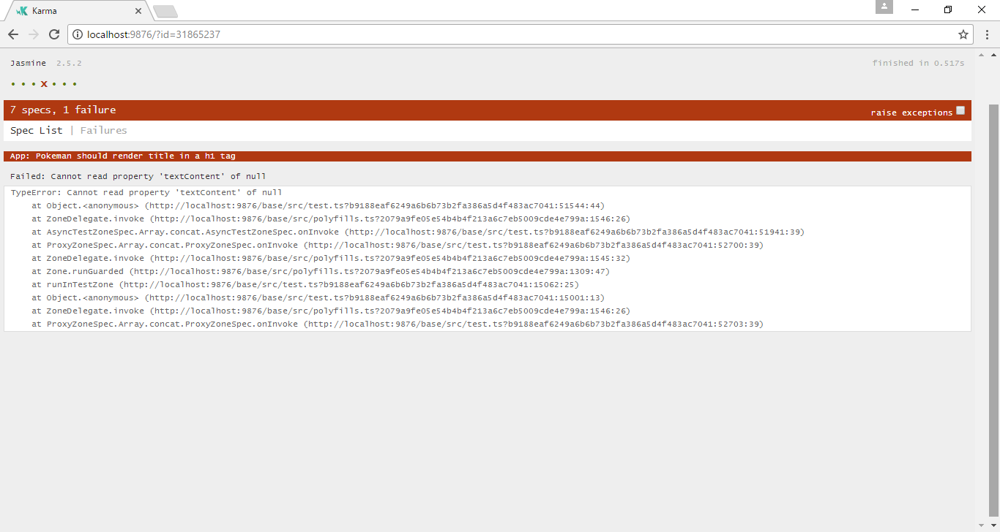 Karma
localhost:9876/?id=31865237
Jasmine 2.5.2 finished in 0.517s
• • • x • • •
7 specs, 1 failure raise exceptions
Spec List | Failures
App: Pokeman should render title in a h1 tag
Failed: Cannot read property 'textContent' of null
TypeError: Cannot read property 'textContent' of null
at Object.<anonymous> (http://localhost:9876/base/src/test.ts?b9188eaf6249a6b6b73b2fa386a5d4f483ac7041:51544:44)
at ZoneDelegate.invoke (http://localhost:9876/base/src/polyfills.ts?2079a9fe05e54b4b4f213a6c7eb5009cde4e799a:1546:26)
at AsyncTestZoneSpec.Array.concat.AsyncTestZoneSpec.onInvoke (http://localhost:9876/base/src/test.ts?b9188eaf6249a6b6b73b2fa386a5d4f483ac7041:51941:39)
at ProxyZoneSpec.Array.concat.ProxyZoneSpec.onInvoke (http://localhost:9876/base/src/test.ts?b9188eaf6249a6b6b73b2fa386a5d4f483ac7041:52700:39)
at ZoneDelegate.invoke (http://localhost:9876/base/src/polyfills.ts?2079a9fe05e54b4b4f213a6c7eb5009cde4e799a:1545:32)
at Zone.runGuarded (http://localhost:9876/base/src/polyfills.ts?2079a9fe05e54b4b4f213a6c7eb5009cde4e799a:1309:47)
at runInTestZone (http://localhost:9876/base/src/test.ts?b9188eaf6249a6b6b73b2fa386a5d4f483ac7041:15062:25)
at Object.<anonymous> (http://localhost:9876/base/src/test.ts?b9188eaf6249a6b6b73b2fa386a5d4f483ac7041:15001:13)
at ZoneDelegate.invoke (http://localhost:9876/base/src/polyfills.ts?2079a9fe05e54b4b4f213a6c7eb5009cde4e799a:1546:26)
at ProxyZoneSpec.Array.concat.ProxyZoneSpec.onInvoke (http://localhost:9876/base/src/test.ts?b9188eaf6249a6b6b73b2fa386a5d4f483ac7041:52703:39)